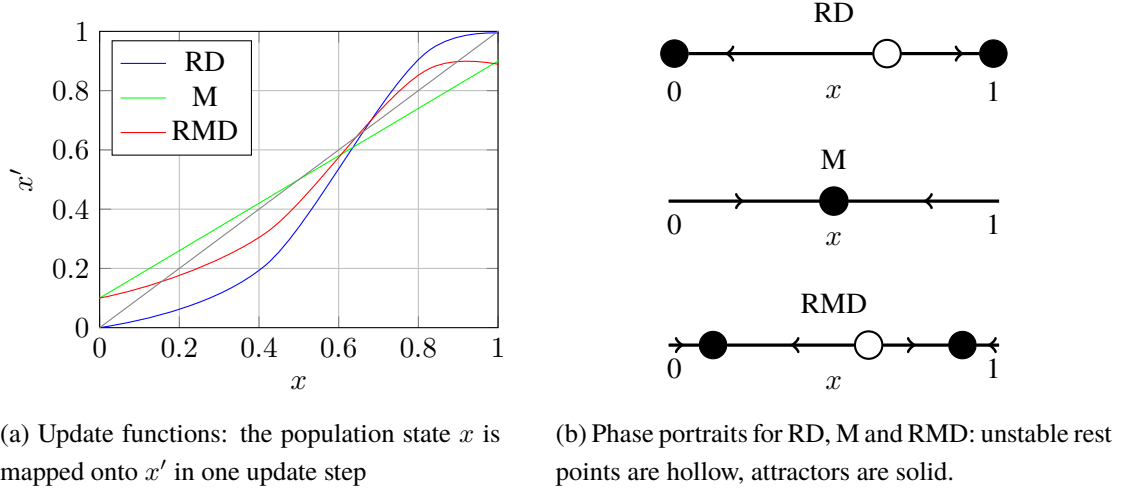 1
0.8
0.6
0.4
0.2
0
x′
RD
M
RMD
0
0.2
0.4
0.6
0.8
1
x
(a) Update functions: the population state x is
mapped onto x′ in one update step
RD
0
x
1
M
0
x
1
RMD
0
x
1
(b) Phase portraits for RD, M and RMD: unstable rest
points are hollow, attractors are solid.